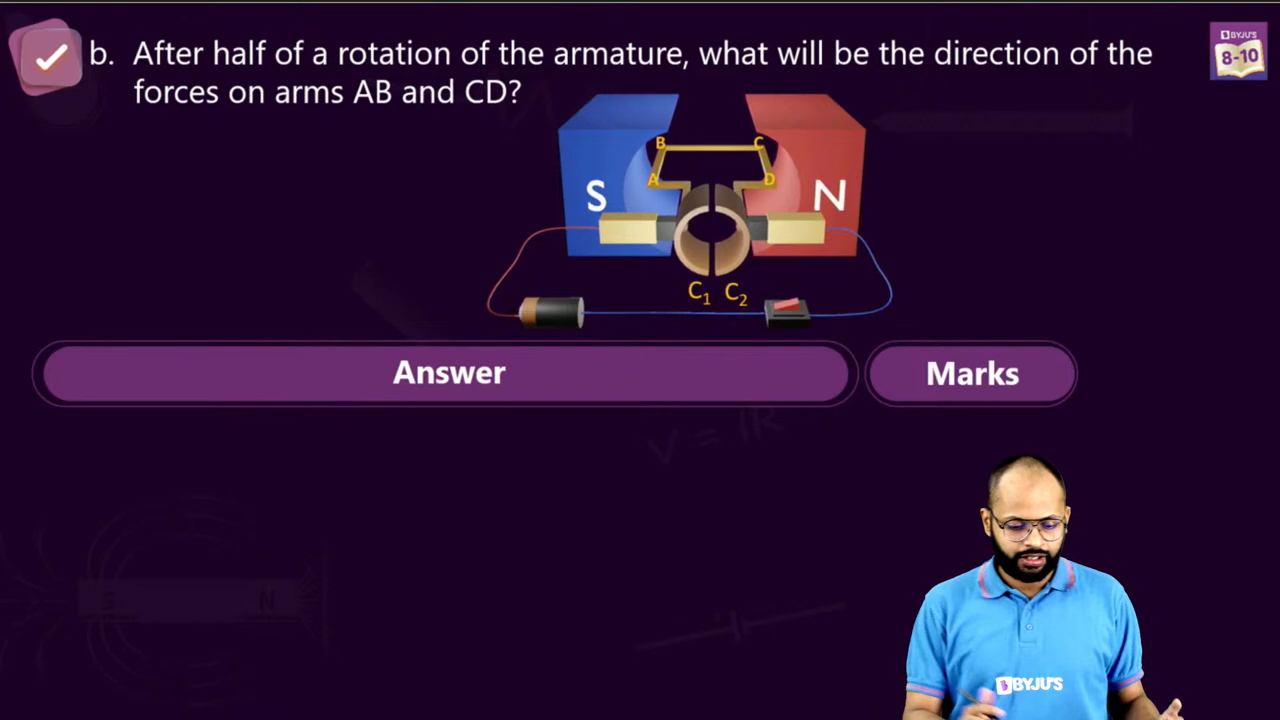 b. After half of a rotation of the armature, what will be the direction of the
forces on arms AB and CD?
BYJU'S
8-10
B
C
A
D
S
N
C1 C2
Answer
Marks
V = IR
N
BYJU'S